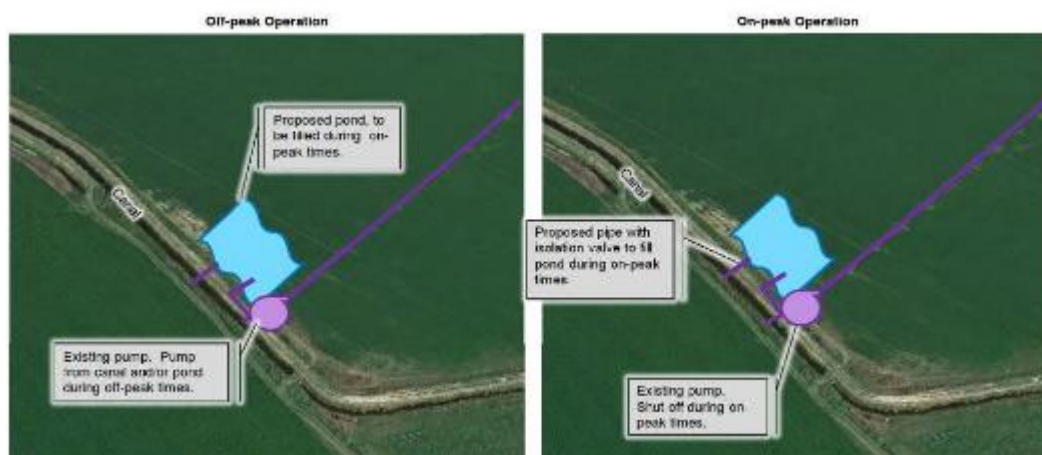 Off-peak Operation
Proposed pond, to
be filled during on-
peak times.
Canal
Existing pump. Pump
from canal and/or pond
during off-peak times.
On-peak Operation
Canal
Proposed pipe with
isolation valve to fill
pond during on-peak
times.
Existing pump.
Shut off during on
peak times.